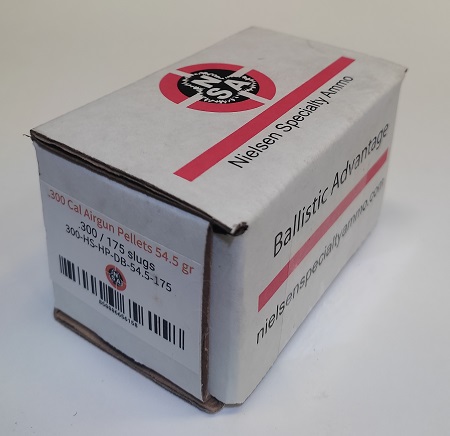 NSA
Nielsen Specialty Ammo
Ballistic Advantage
nielsenspecialtyammo.com
.300 Cal Airgun Pellets 54.5 gr
.300 / 175 slugs
300-HS-HP-DB-54.5-175